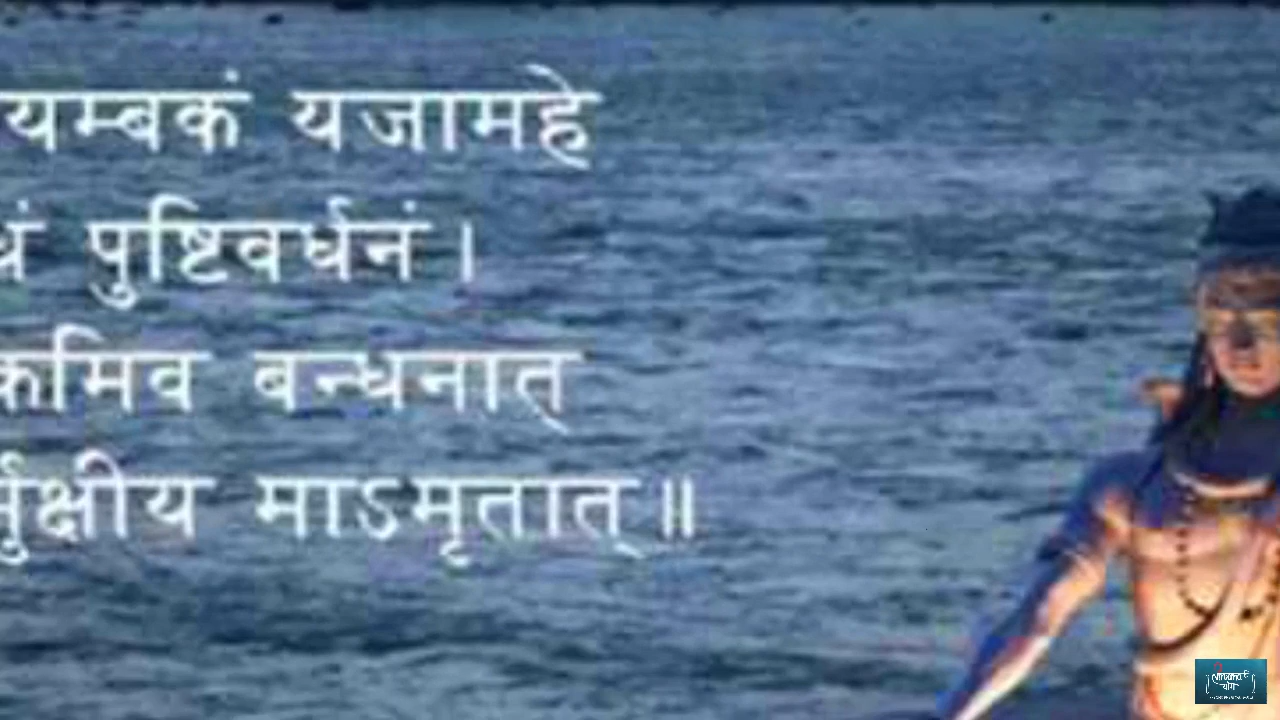 यम्बकं यजामहे
धं पुष्टिवर्धनं।
कमिव बन्धनात्
र्मुक्षीय माऽमृतात्॥